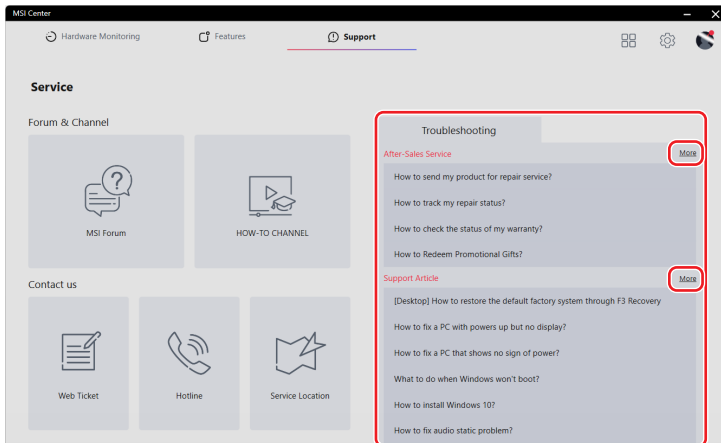 MSI Center
Hardware Monitoring
Features
Support
Service
Forum & Channel
MSI Forum
HOW-TO CHANNEL
Contact us
Web Ticket
Hotline
Service Location
Troubleshooting
After-Sales Service
More
How to send my product for repair service?
How to track my repair status?
How to check the status of my warranty?
How to Redeem Promotional Gifts?
Support Article
More
[Desktop] How to restore the default factory system through F3 Recovery
How to fix a PC with powers up but no display?
How to fix a PC that shows no sign of power?
What to do when Windows won't boot?
How to install Windows 10?
How to fix audio static problem?